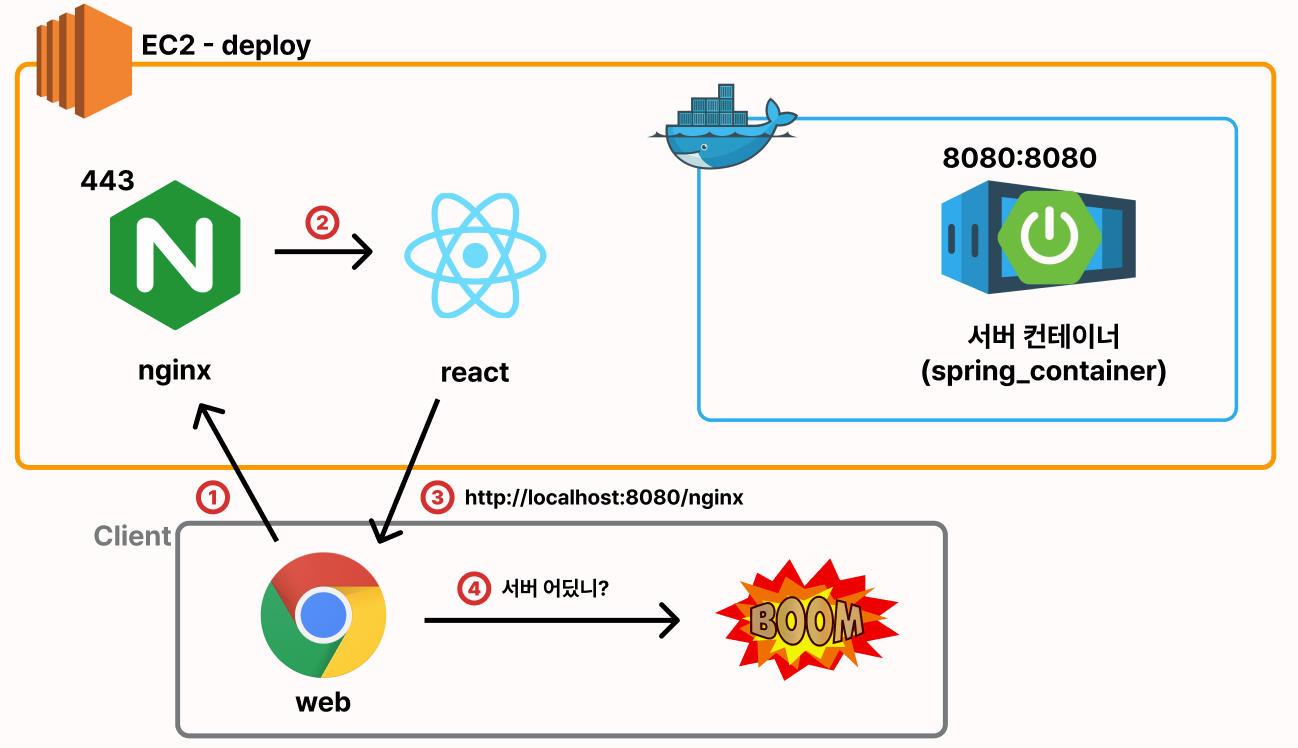 EC2 - deploy
443
8080:8080
②
서버 컨테이너
(spring_container)
nginx
react
①
③ http://localhost:8080/nginx
Client
④ 서버 어딨니?
BOOM
web